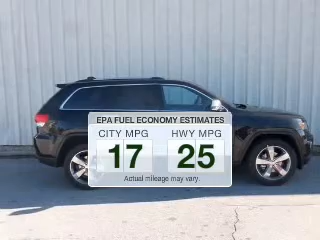 EPA FUEL ECONOMY ESTIMATES
CITY MPG HWY MPG
17 25
Actual mileage may vary.